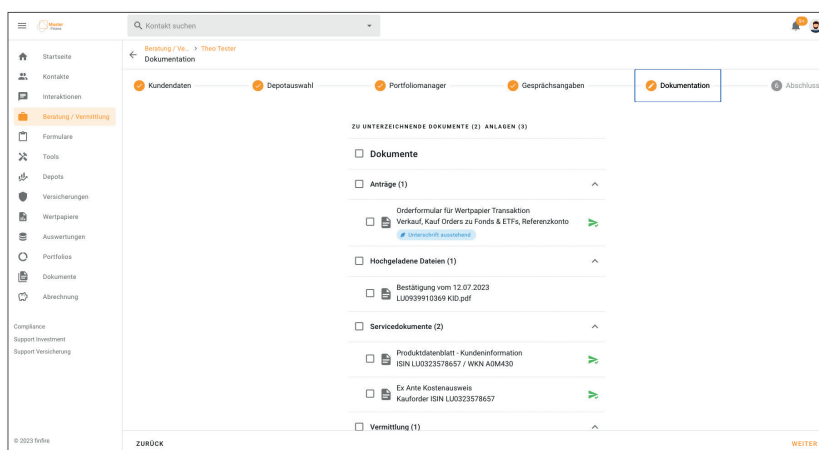 Muster
Finanz
Kontakt suchen
9+
Startseite
Kontakte
Interaktionen
Beratung / Vermittlung
Formulare
Tools
Depots
Versicherungen
Wertpapiere
Auswertungen
Portfolios
Dokumente
Abrechnung
Compliance
Support Investment
Support Versicherung
© 2023 finfire
Beratung / Ve... > Theo Tester
Dokumentation
Kundendaten
Depotauswahl
Portfoliomanager
Gesprächsangaben
Dokumentation
6 Abschluss
ZU UNTERZEICHNENDE DOKUMENTE (2) ANLAGEN (3)
Dokumente
Anträge (1)
Orderformular für Wertpapier Transaktion
Verkauf, Kauf Orders zu Fonds & ETFs, Referenzkonto
Unterschrift ausstehend
Hochgeladene Dateien (1)
Bestätigung vom 12.07.2023
LU0939910369 KID.pdf
Servicedokumente (2)
Produktdatenblatt - Kundeninformation
ISIN LU0323578657 / WKN A0M430
Ex Ante Kostenausweis
Kauforder ISIN LU0323578657
Vermittlung (1)
ZURÜCK
WEITER